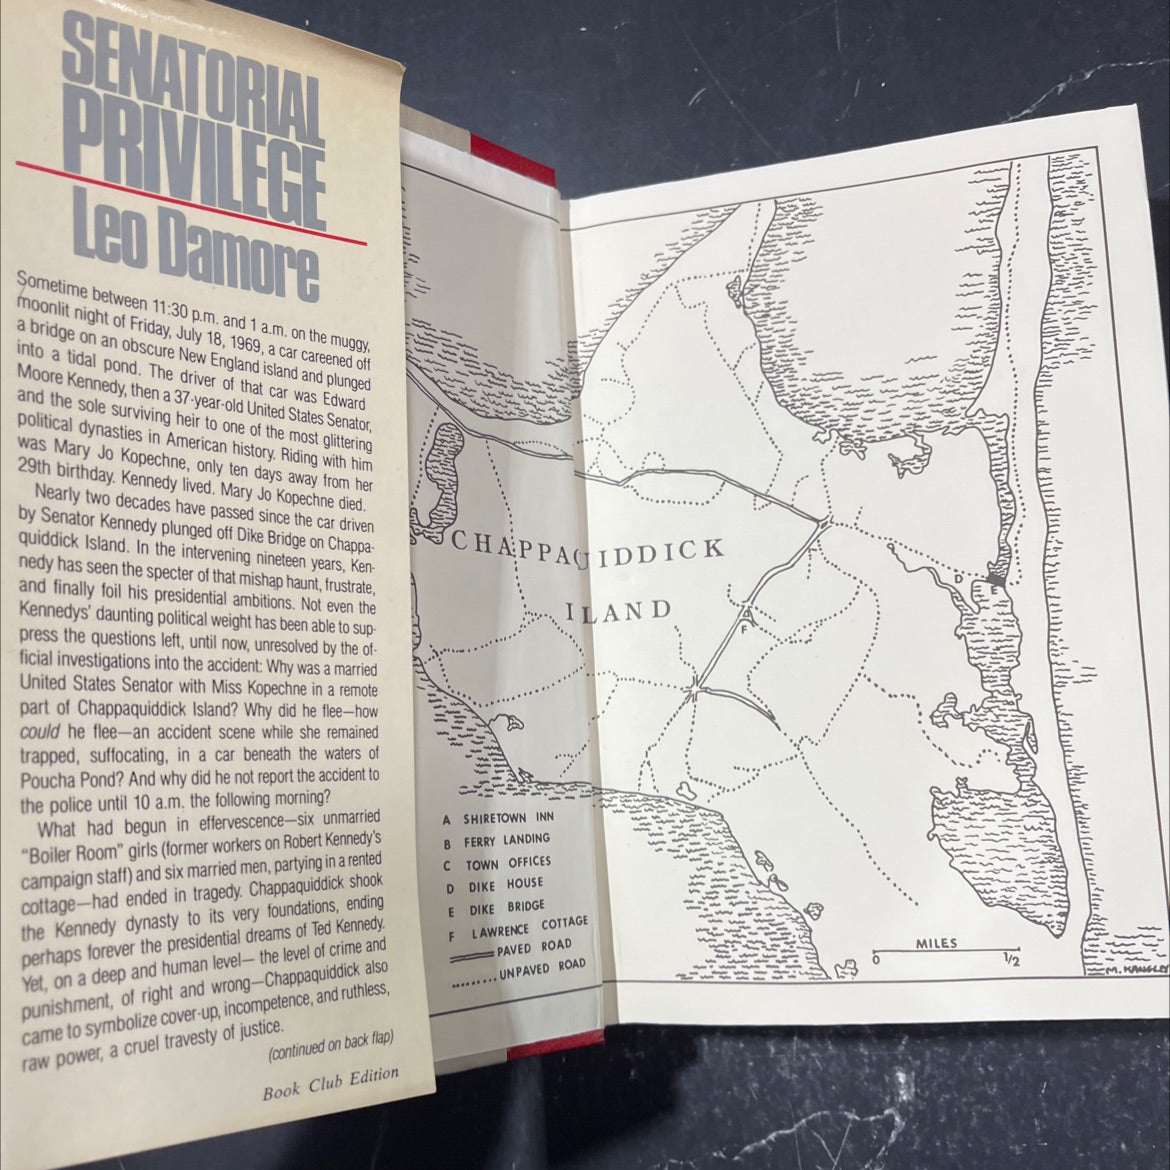 SENATORIAL
PRIVILEGE
Leo Damore
Sometime between 11:30 p.m. and 1 a.m. on the muggy,
moonlit night of Friday, July 18, 1969, a car careened off
a bridge on an obscure New England island and plunged
into a tidal pond. The driver of that car was Edward
Moore Kennedy, then a 37-year-old United States Senator,
and the sole surviving heir to one of the most glittering
political dynasties in American history. Riding with him
was Mary Jo Kopechne, only ten days away from her
29th birthday. Kennedy lived. Mary Jo Kopechne died.
Nearly two decades have passed since the car driven
by Senator Kennedy plunged off Dike Bridge on Chappa-
quiddick Island. In the intervening nineteen years, Ken-
nedy has seen the specter of that mishap haunt, frustrate,
and finally foil his presidential ambitions. Not even the
Kennedys' daunting political weight has been able to sup-
press the questions left, until now, unresolved by the of-
ficial investigations into the accident: Why was a married
United States Senator with Miss Kopechne in a remote
part of Chappaquiddick Island? Why did he flee—how
could he flee—an accident scene while she remained
trapped, suffocating, in a car beneath the waters of
Poucha Pond? And why did he not report the accident to
the police until 10 a.m. the following morning?
What had begun in effervescence—six unmarried
"Boiler Room" girls (former workers on Robert Kennedy's
campaign staff) and six married men, partying in a rented
cottage—had ended in tragedy. Chappaquiddick shook
the Kennedy dynasty to its very foundations, ending
perhaps forever the presidential dreams of Ted Kennedy.
Yet, on a deep and human level— the level of crime and
punishment, of right and wrong—Chappaquiddick also
came to symbolize cover-up, incompetence, and ruthless,
raw power, a cruel travesty of justice.
(continued on back flap)
Book Club Edition
CHAPPAQUIDDICK
ILAND
D
E
F
A SHIRETOWN INN
B FERRY LANDING
C TOWN OFFICES
D DIKE HOUSE
E DIKE BRIDGE
F LAWRENCE COTTAGE
PAVED ROAD
UNPAVED ROAD
MILES
0 1/2